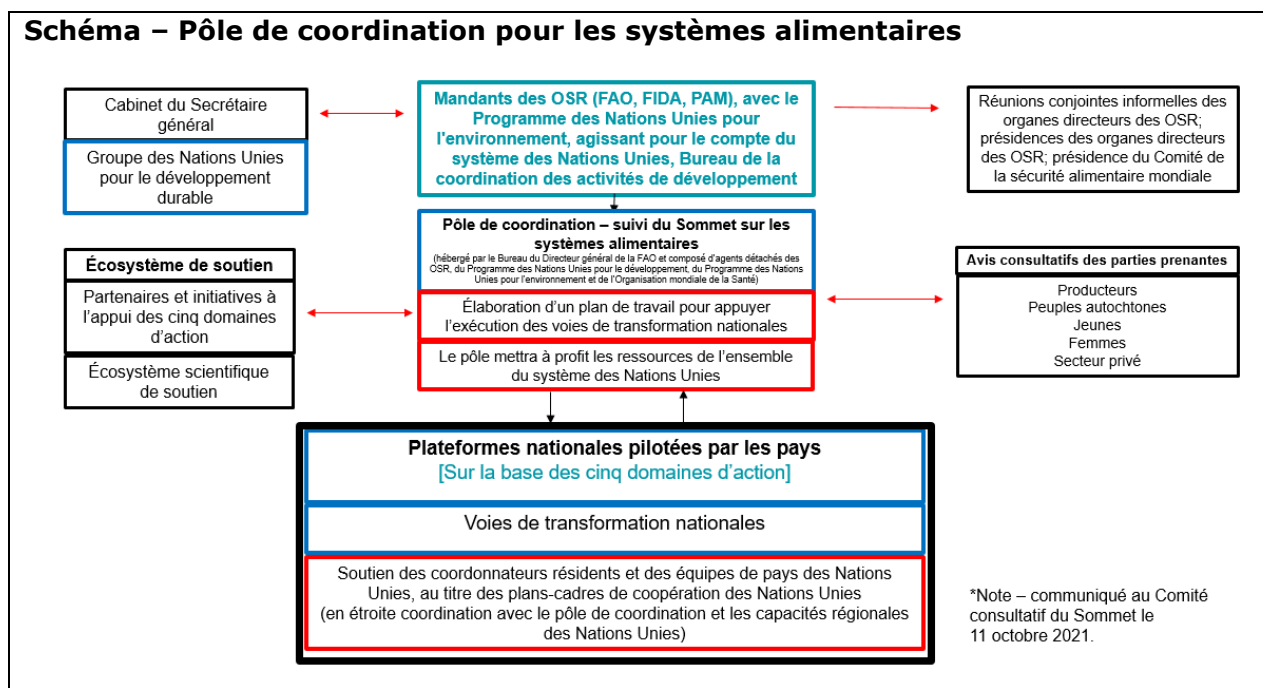 Schéma – Pôle de coordination pour les systèmes alimentaires
Cabinet du Secrétaire
général
Groupe des Nations Unies
pour le développement
durable
Mandants des OSR (FAO, FIDA, PAM), avec le
Programme des Nations Unies pour
l'environnement, agissant pour le compte du
système des Nations Unies, Bureau de la
coordination des activités de développement
Réunions conjointes informelles des
organes directeurs des OSR;
présidences des organes directeurs
des OSR; présidence du Comité de
la sécurité alimentaire mondiale
Pôle de coordination – suivi du Sommet sur les
systèmes alimentaires
(hébergé par le Bureau du Directeur général de la FAO et composé d'agents détachés des
OSR, du Programme des Nations Unies pour le développement, du Programme des Nations
Unies pour l'environnement et de l'Organisation mondiale de la Santé)
Élaboration d'un plan de travail pour appuyer
l'exécution des voies de transformation nationales
Le pôle mettra à profit les ressources de l'ensemble
du système des Nations Unies
Écosystème de soutien
Partenaires et initiatives à
l'appui des cinq domaines
d'action
Écosystème scientifique
de soutien
Avis consultatifs des parties prenantes
Producteurs
Peuples autochtones
Jeunes
Femmes
Secteur privé
Plateformes nationales pilotées par les pays
[Sur la base des cinq domaines d'action]
Voies de transformation nationales
Soutien des coordonnateurs résidents et des équipes de pays des Nations
Unies, au titre des plans-cadres de coopération des Nations Unies
(en étroite coordination avec le pôle de coordination et les capacités régionales
des Nations Unies)
*Note – communiqué au Comité
consultatif du Sommet le
11 octobre 2021.